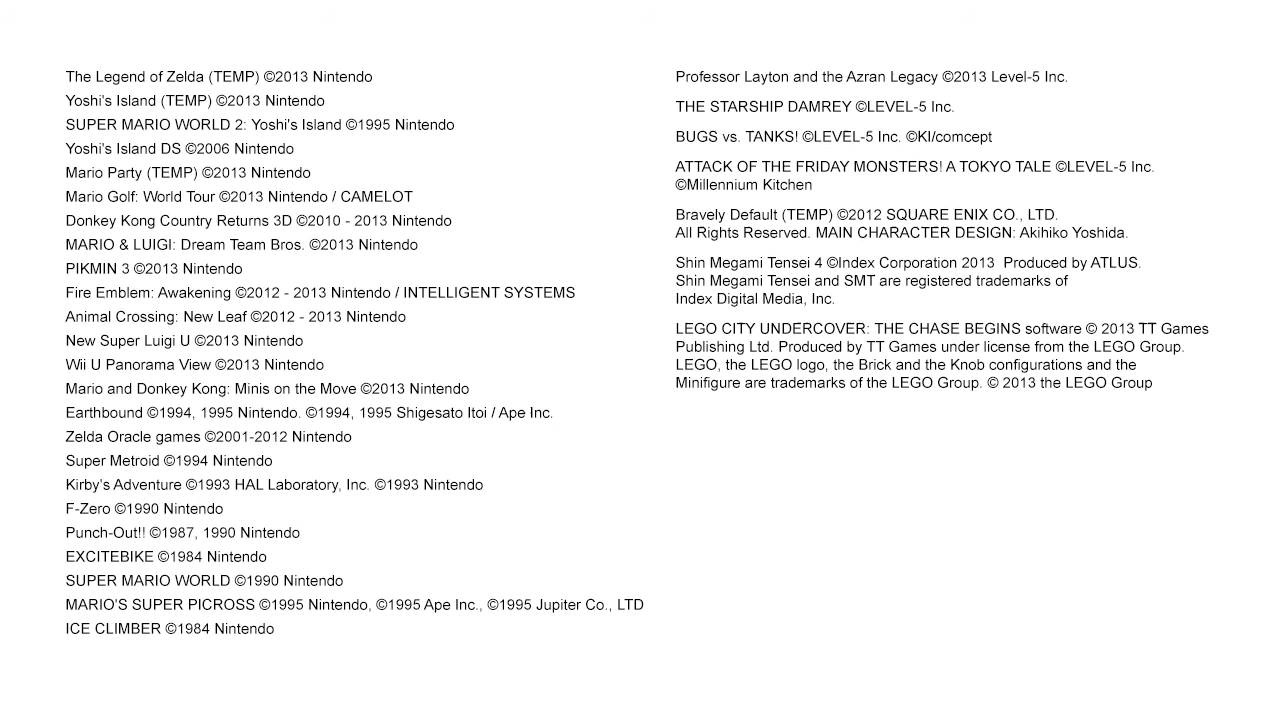 The Legend of Zelda (TEMP) ©2013 Nintendo
Yoshi's Island (TEMP) ©2013 Nintendo
SUPER MARIO WORLD 2: Yoshi's Island ©1995 Nintendo
Yoshi's Island DS ©2006 Nintendo
Mario Party (TEMP) ©2013 Nintendo
Mario Golf: World Tour ©2013 Nintendo / CAMELOT
Donkey Kong Country Returns 3D ©2010 - 2013 Nintendo
MARIO & LUIGI: Dream Team Bros. ©2013 Nintendo
PIKMIN 3 ©2013 Nintendo
Fire Emblem: Awakening ©2012 - 2013 Nintendo / INTELLIGENT SYSTEMS
Animal Crossing: New Leaf ©2012 - 2013 Nintendo
New Super Luigi U ©2013 Nintendo
Wii U Panorama View ©2013 Nintendo
Mario and Donkey Kong: Minis on the Move ©2013 Nintendo
Earthbound ©1994, 1995 Nintendo. ©1994, 1995 Shigesato Itoi / Ape Inc.
Zelda Oracle games ©2001-2012 Nintendo
Super Metroid ©1994 Nintendo
Kirby's Adventure ©1993 HAL Laboratory, Inc. ©1993 Nintendo
F-Zero ©1990 Nintendo
Punch-Out!! ©1987, 1990 Nintendo
EXCITEBIKE ©1984 Nintendo
SUPER MARIO WORLD ©1990 Nintendo
MARIO'S SUPER PICROSS ©1995 Nintendo, ©1995 Ape Inc., ©1995 Jupiter Co., LTD
ICE CLIMBER ©1984 Nintendo
Professor Layton and the Azran Legacy ©2013 Level-5 Inc.
THE STARSHIP DAMREY ©LEVEL-5 Inc.
BUGS vs. TANKS! ©LEVEL-5 Inc. ©KI/comcept
ATTACK OF THE FRIDAY MONSTERS! A TOKYO TALE ©LEVEL-5 Inc.
©Millennium Kitchen
Bravely Default (TEMP) ©2012 SQUARE ENIX CO., LTD.
All Rights Reserved. MAIN CHARACTER DESIGN: Akihiko Yoshida.
Shin Megami Tensei 4 ©Index Corporation 2013  Produced by ATLUS.
Shin Megami Tensei and SMT are registered trademarks of
Index Digital Media, Inc.
LEGO CITY UNDERCOVER: THE CHASE BEGINS software © 2013 TT Games
Publishing Ltd. Produced by TT Games under license from the LEGO Group.
LEGO, the LEGO logo, the Brick and the Knob configurations and the
Minifigure are trademarks of the LEGO Group. © 2013 the LEGO Group